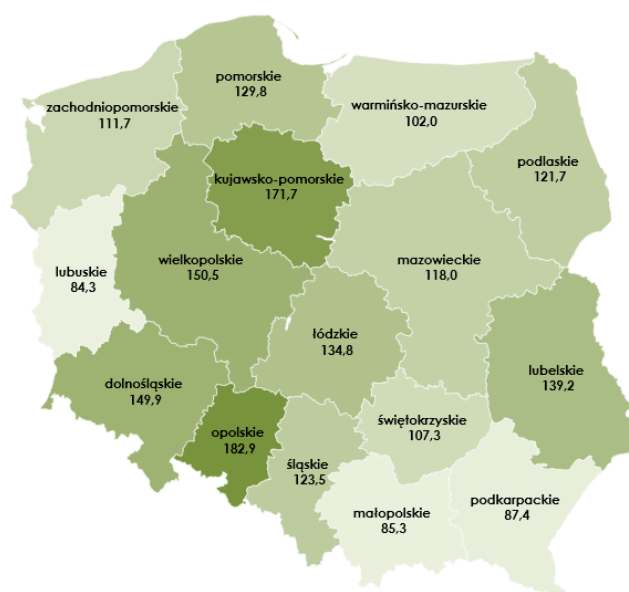 pomorskie
129,8
zachodniopomorskie
111,7
warmińsko-mazurskie
102,0
podlaskie
121,7
kujawsko-pomorskie
171,7
wielkopolskie
150,5
mazowieckie
118,0
lubuskie
84,3
łódzkie
134,8
lubelskie
139,2
dolnośląskie
149,9
opolskie
182,9
świętokrzyskie
107,3
śląskie
123,5
małopolskie
85,3
podkarpackie
87,4